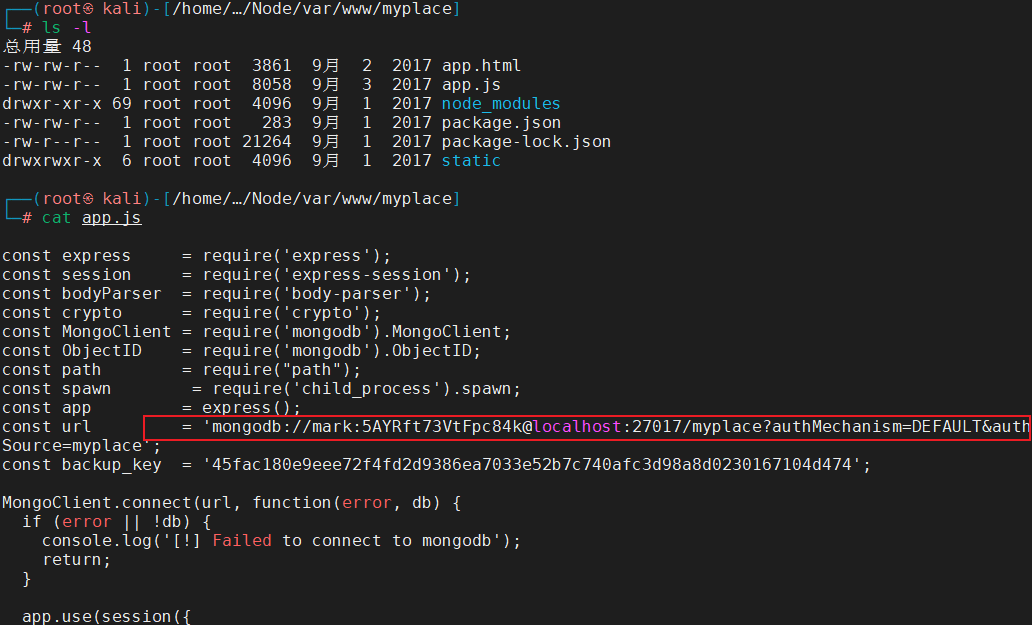 ┌──(root㉿ kali)-[/home/…/Node/var/www/myplace]
└─# ls -l
总用量 48
-rw-rw-r--  1 root root  3861  9月  2  2017 app.html
-rw-rw-r--  1 root root  8058  9月  3  2017 app.js
drwxr-xr-x 69 root root  4096  9月  1  2017 node_modules
-rw-rw-r--  1 root root   283  9月  1  2017 package.json
-rw-r--r--  1 root root 21264  9月  1  2017 package-lock.json
drwxrwxr-x  6 root root  4096  9月  1  2017 static
┌──(root㉿ kali)-[/home/…/Node/var/www/myplace]
└─# cat app.js
const express     = require('express');
const session     = require('express-session');
const bodyParser  = require('body-parser');
const crypto      = require('crypto');
const MongoClient = require('mongodb').MongoClient;
const ObjectID    = require('mongodb').ObjectID;
const path        = require("path");
const spawn        = require('child_process').spawn;
const app         = express();
const url         = 'mongodb://mark:5AYRft73VtFpc84k@localhost:27017/myplace?authMechanism=DEFAULT&auth
Source=myplace';
const backup_key  = '45fac180e9eee72f4fd2d9386ea7033e52b7c740afc3d98a8d0230167104d474';
MongoClient.connect(url, function(error, db) {
  if (error || !db) {
    console.log('[!] Failed to connect to mongodb');
    return;
  }
  app.use(session({